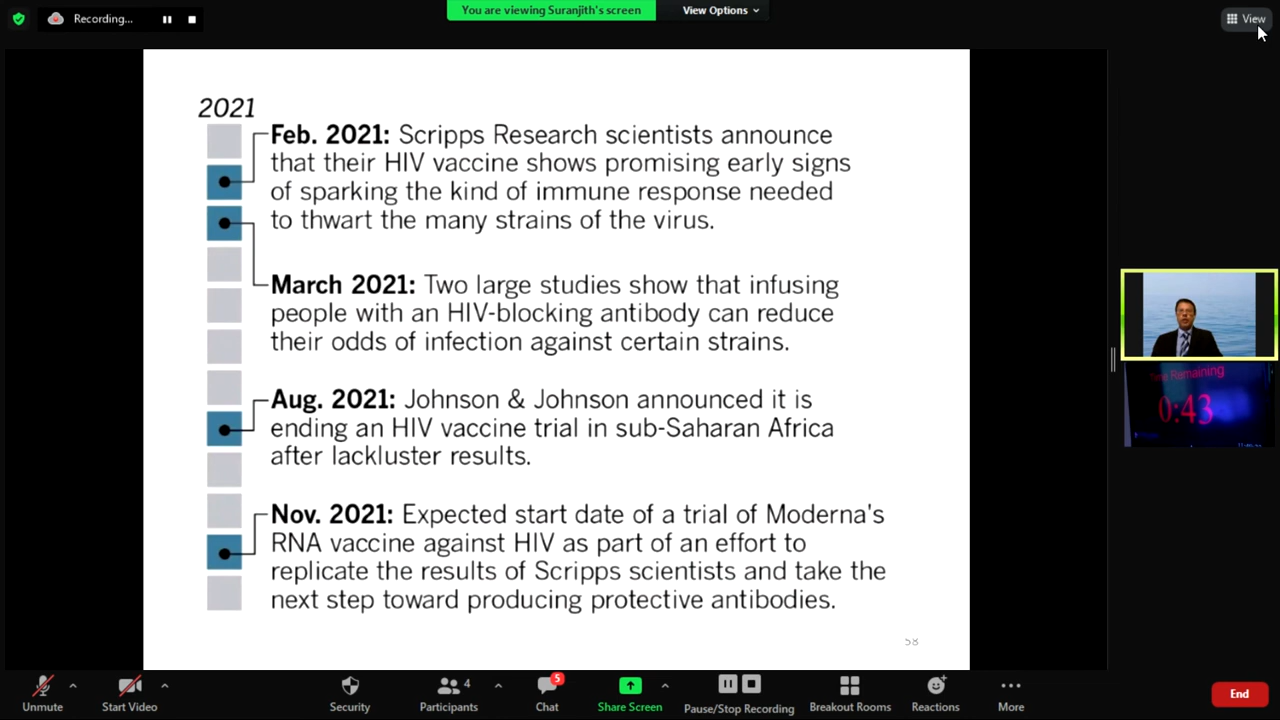 Recording...
You are viewing Suranjith's screen
View Options
View
2021
Feb. 2021: Scripps Research scientists announce
that their HIV vaccine shows promising early signs
of sparking the kind of immune response needed
to thwart the many strains of the virus.
March 2021: Two large studies show that infusing
people with an HIV-blocking antibody can reduce
their odds of infection against certain strains.
Aug. 2021: Johnson & Johnson announced it is
ending an HIV vaccine trial in sub-Saharan Africa
after lackluster results.
Nov. 2021: Expected start date of a trial of Moderna's
RNA vaccine against HIV as part of an effort to
replicate the results of Scripps scientists and take the
next step toward producing protective antibodies.
58
Remaining
0:43
Unmute
Start Video
Security
4
Participants
5
Chat
Share Screen
Pause/Stop Recording
Breakout Rooms
Reactions
More
End